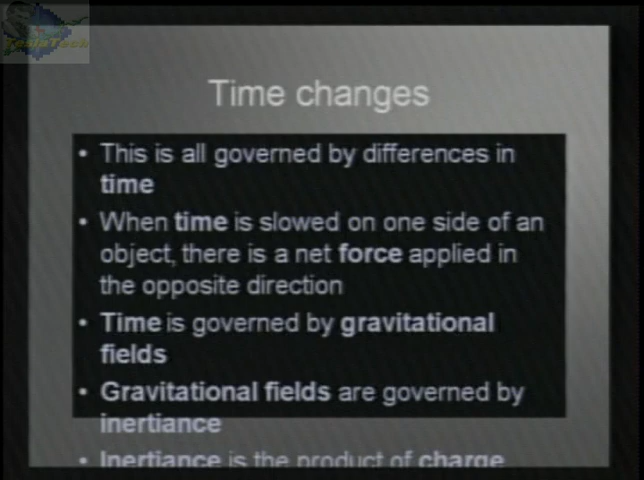 TeslaTech
Time changes
• This is all governed by differences in
time
• When time is slowed on one side of an
object, there is a net force applied in
the opposite direction
• Time is governed by gravitational
fields
• Gravitational fields are governed by
inertiance
• Inertiance is the product of charge